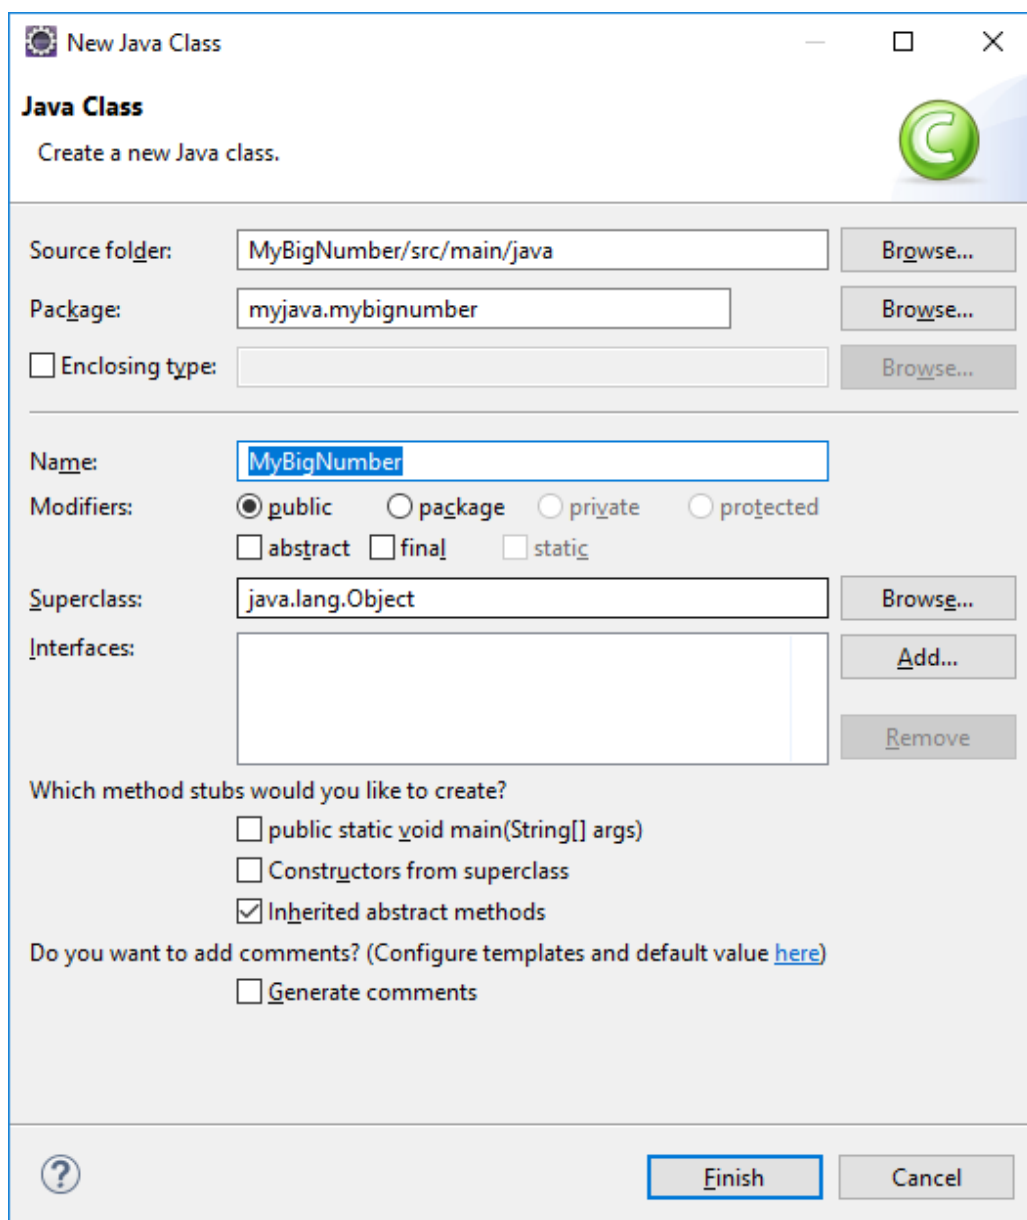 New Java Class
Java Class
Create a new Java class.
Source folder: MyBigNumber/src/main/java Browse...
Package: myjava.mybignumber Browse...
Enclosing type: Browse...
Name: MyBigNumber
Modifiers: public package private protected
abstract final static
Superclass: java.lang.Object Browse...
Interfaces: Add...
Remove
Which method stubs would you like to create?
public static void main(String[] args)
Constructors from superclass
Inherited abstract methods
Do you want to add comments? (Configure templates and default value here)
Generate comments
? Finish Cancel